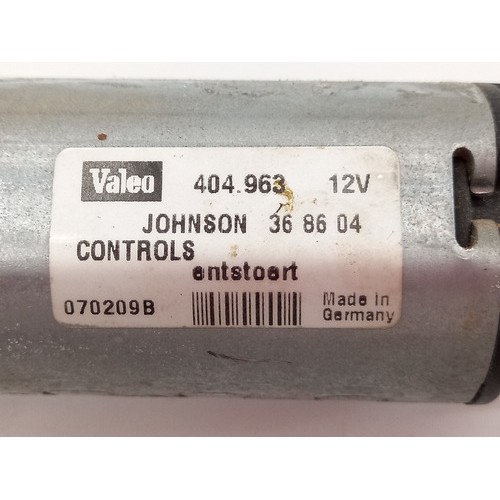 Valeo 404.963 12V
JOHNSON 36 86 04
CONTROLS
entstoert
070209B Made in
Germany